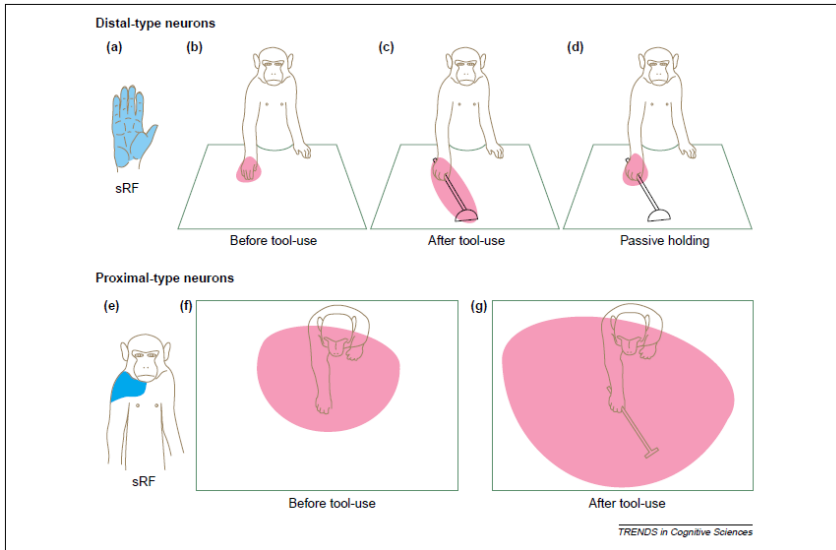 Distal-type neurons
(a)
(b)
(c)
(d)
sRF
Before tool-use
After tool-use
Passive holding
Proximal-type neurons
(e)
(f)
(g)
sRF
Before tool-use
After tool-use
TRENDS in Cognitive Sciences